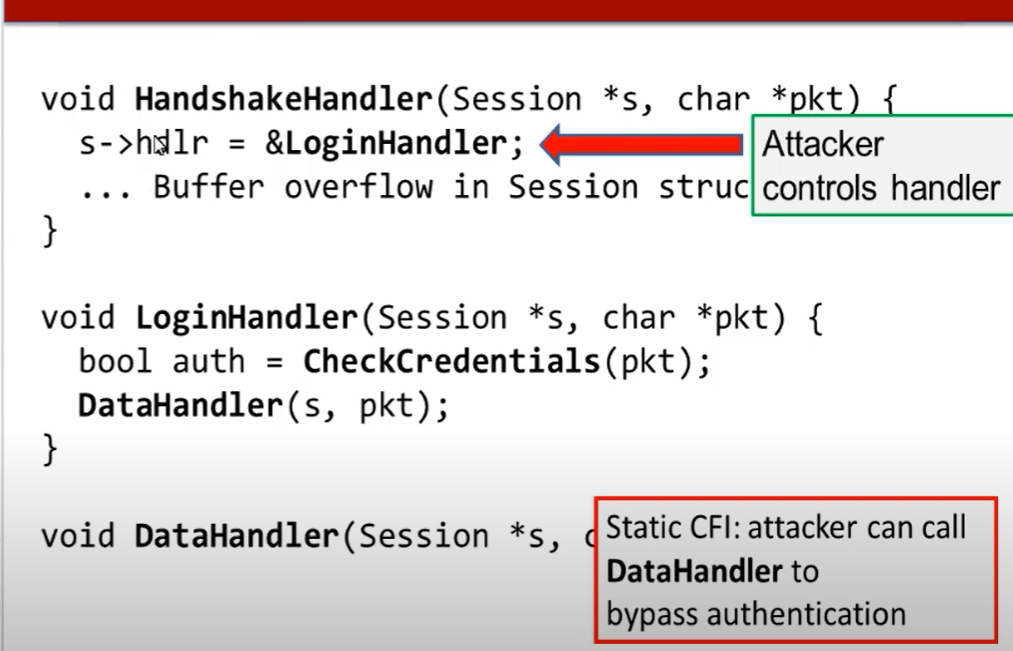 void HandshakeHandler(Session *s, char *pkt) {
s->hdlr = &LoginHandler;
Attacker
controls handler
... Buffer overflow in Session struc
}
void LoginHandler(Session *s, char *pkt) {
bool auth = CheckCredentials(pkt);
DataHandler(s, pkt);
}
void DataHandler(Session *s,
Static CFI: attacker can call
DataHandler to
bypass authentication